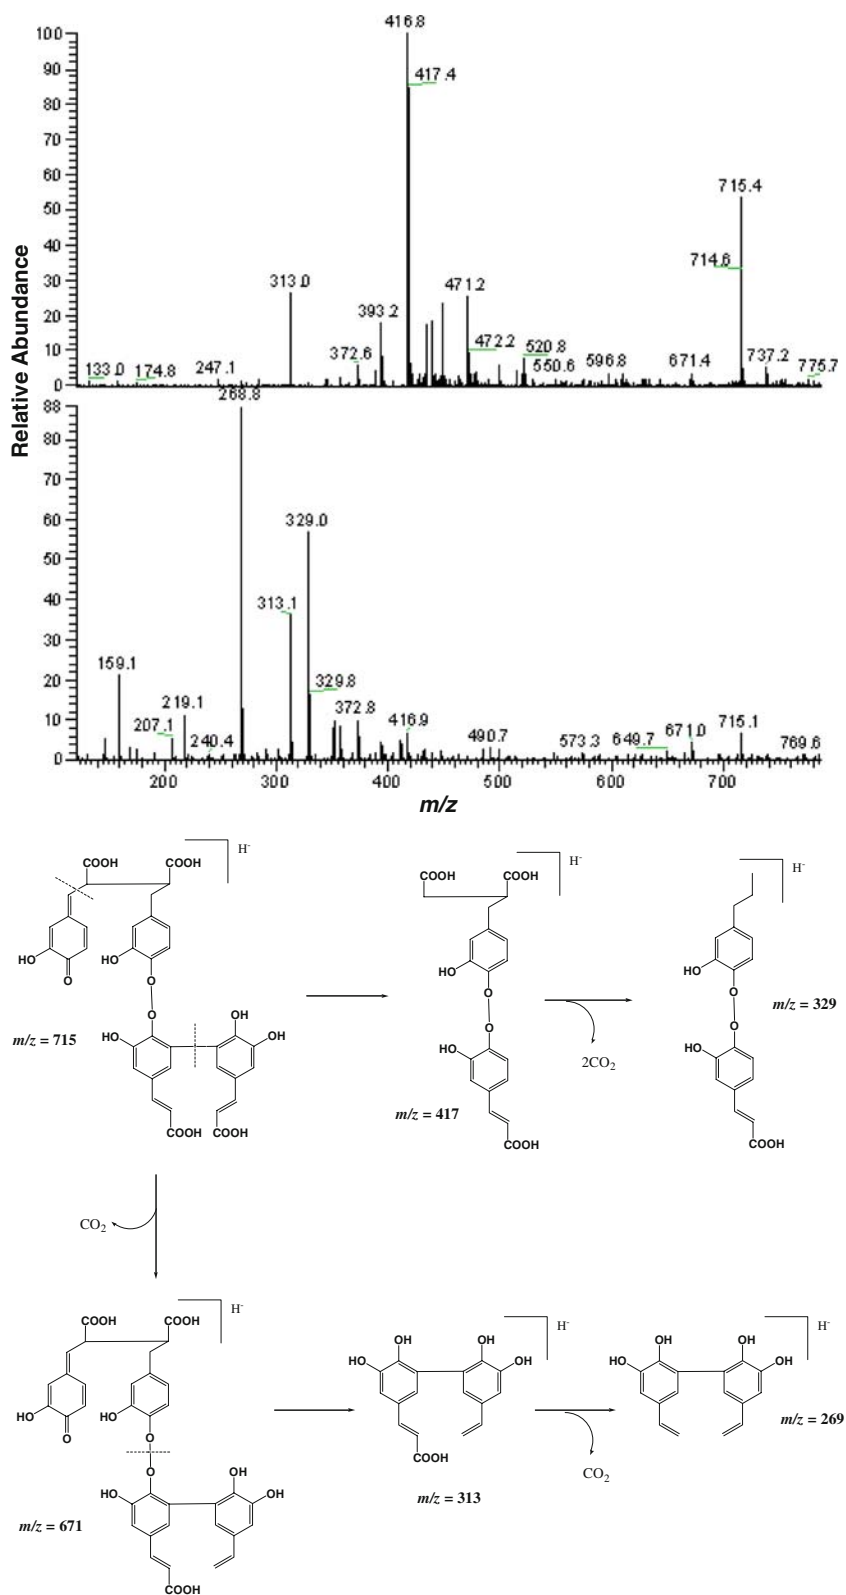 416.8
100
417.4
90
80
70
60
715.4
50
40
714.6
30
313.0
471.2
20
393.2
472.2
520.8
10
372.6
550.6
596.8
671.4
737.2
133.0
174.8
247.1
775.7
0
Relative Abundance
268.8
88
80
70
60
329.0
50
40
313.1
30
159.1
20
329.8
219.1
372.8
10
207.1
416.9
240.4
490.7
573.3
649.7
671.0
715.1
769.6
0
200
300
400
500
600
700
m/z
COOH
COOH
H-
HO
O
HO
O
O
HO
OH
OH
COOH
COOH
m/z = 715
COOH
COOH
H-
HO
O
O
HO
COOH
m/z = 417
2CO2
H-
HO
O
O
HO
COOH
m/z = 329
CO2
COOH
COOH
H-
HO
O
HO
O
O
HO
OH
OH
COOH
m/z = 671
H-
OH
HO
OH
OH
COOH
m/z = 313
CO2
H-
OH
HO
OH
OH
m/z = 269